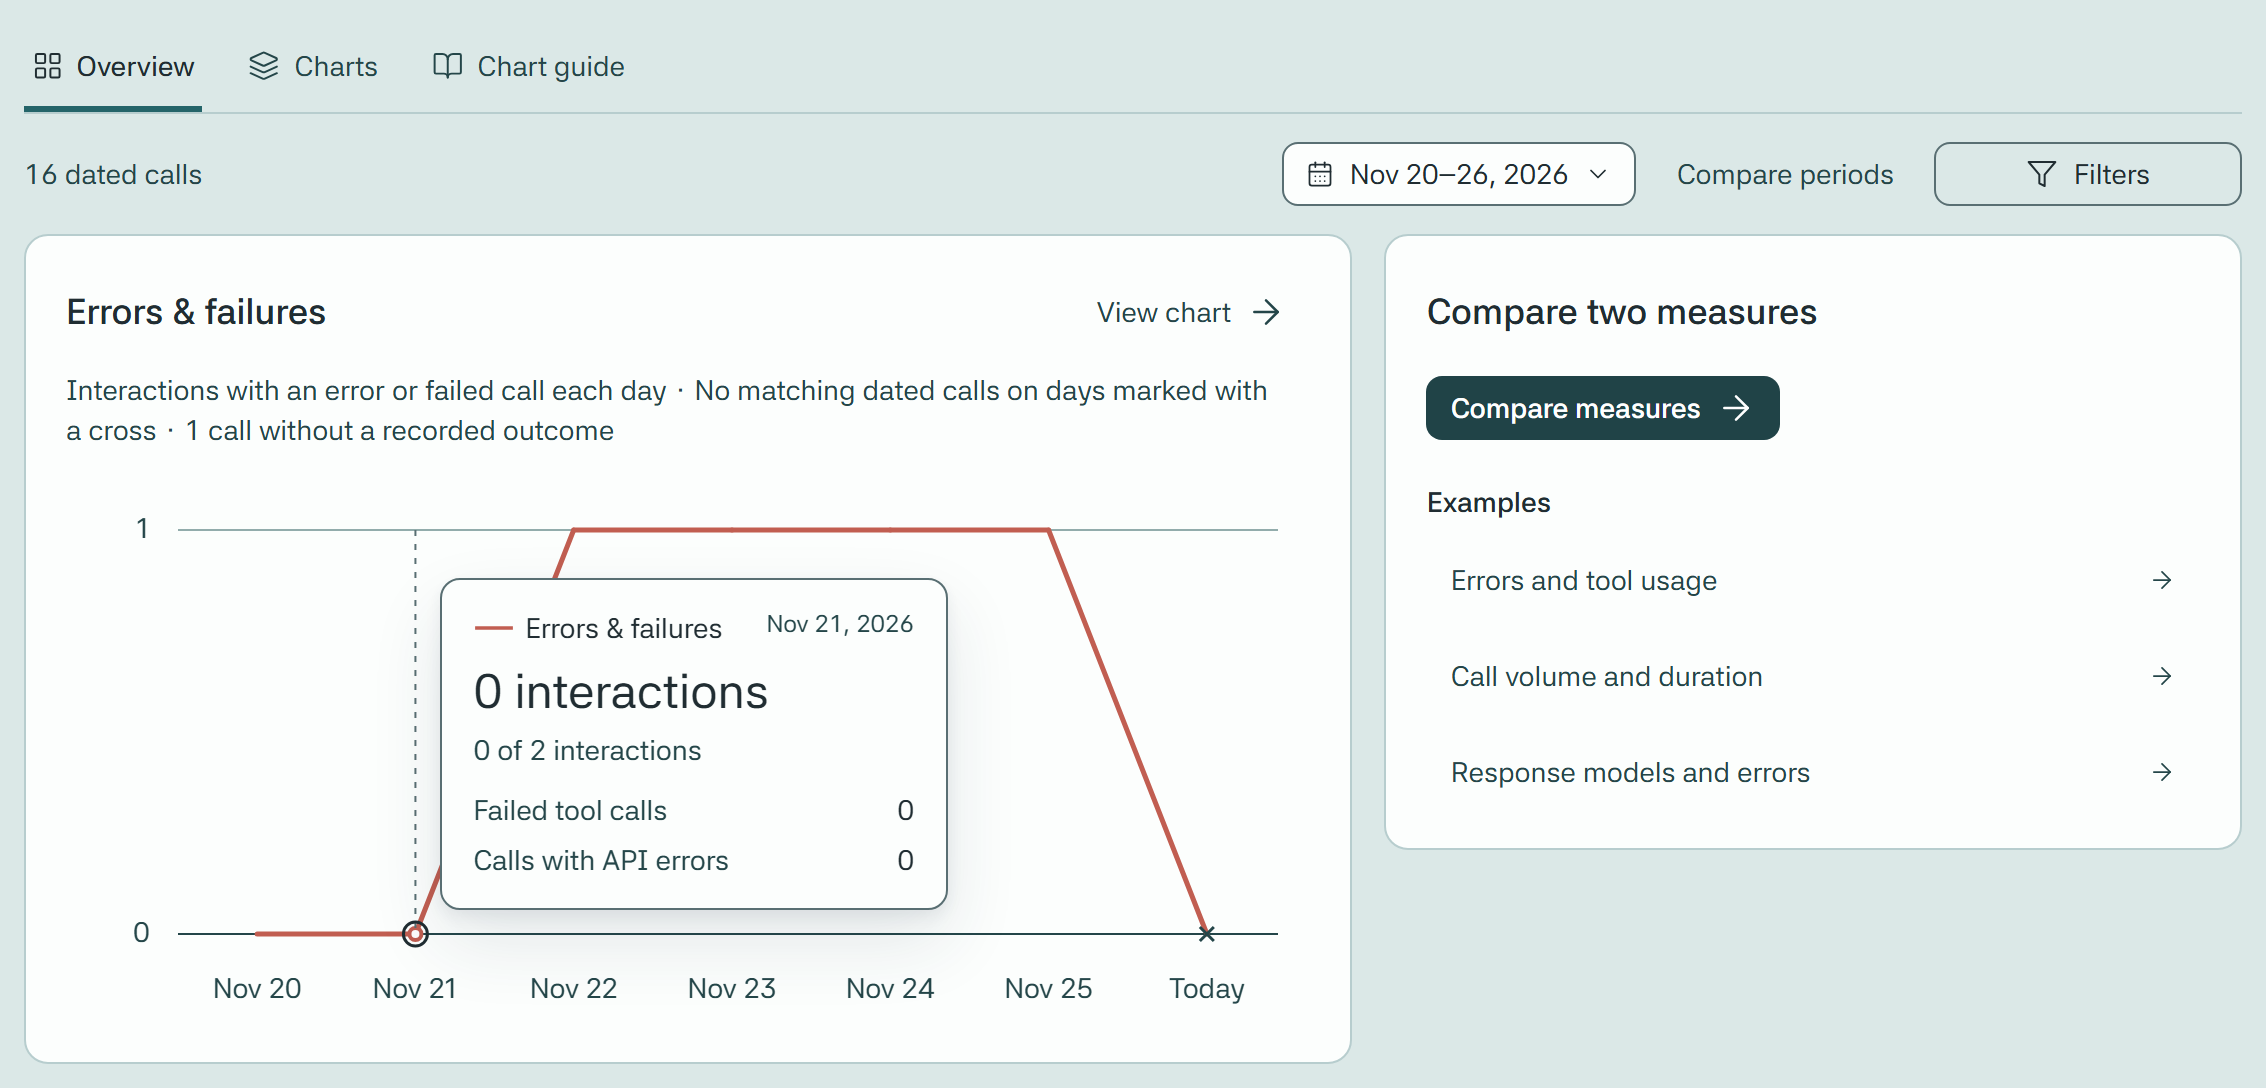 Overview
Charts
Chart guide
16 dated calls
Nov 20–26, 2026
Compare periods
Filters
Errors & failures
View chart
Interactions with an error or failed call each day · No matching dated calls on days marked with
a cross · 1 call without a recorded outcome
1
0
Errors & failures
Nov 21, 2026
0 interactions
0 of 2 interactions
Failed tool calls 0
Calls with API errors 0
Nov 20
Nov 21
Nov 22
Nov 23
Nov 24
Nov 25
Today
Compare two measures
Compare measures
Examples
Errors and tool usage
Call volume and duration
Response models and errors